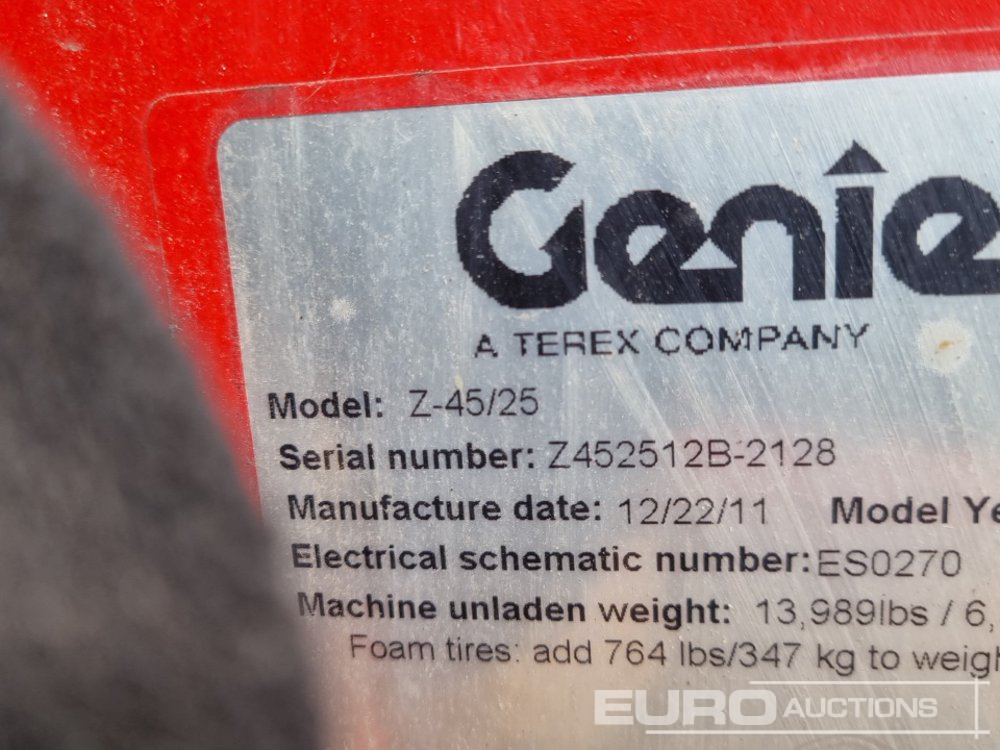 Genie
A TEREX COMPANY
Model: Z-45/25
Serial number: Z452512B-2128
Manufacture date: 12/22/11 Model Ye
Electrical schematic number: ES0270
Machine unladen weight: 13,989lbs / 6,
Foam tires: add 764 lbs/347 kg to weigh
EURO AUCTIONS